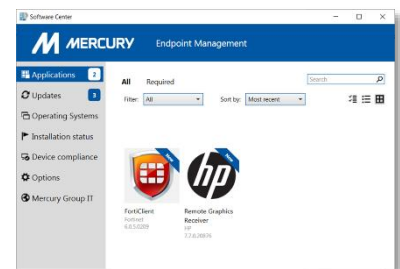 Software Center
MERCURY
Endpoint Management
Applications 2
Updates 3
Operating Systems
Installation status
Device compliance
Options
Mercury Group IT
All Required
Search
Filter: All Sort by: Most recent
New
New
hp
FortiClient
Fortinet
6.0.5.0209
Remote Graphics
Receiver
HP
7.7.0.20076